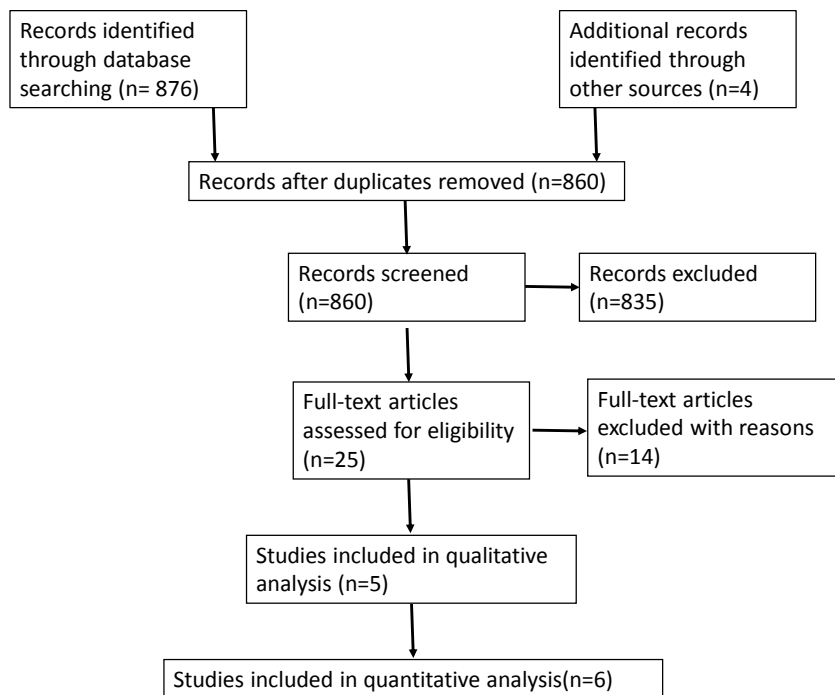 Records identified
through database
searching (n= 876)
Additional records
identified through
other sources (n=4)
Records after duplicates removed (n=860)
Records screened
(n=860)
Records excluded
(n=835)
Full-text articles
assessed for eligibility
(n=25)
Full-text articles
excluded with reasons
(n=14)
Studies included in qualitative
analysis (n=5)
Studies included in quantitative analysis(n=6)